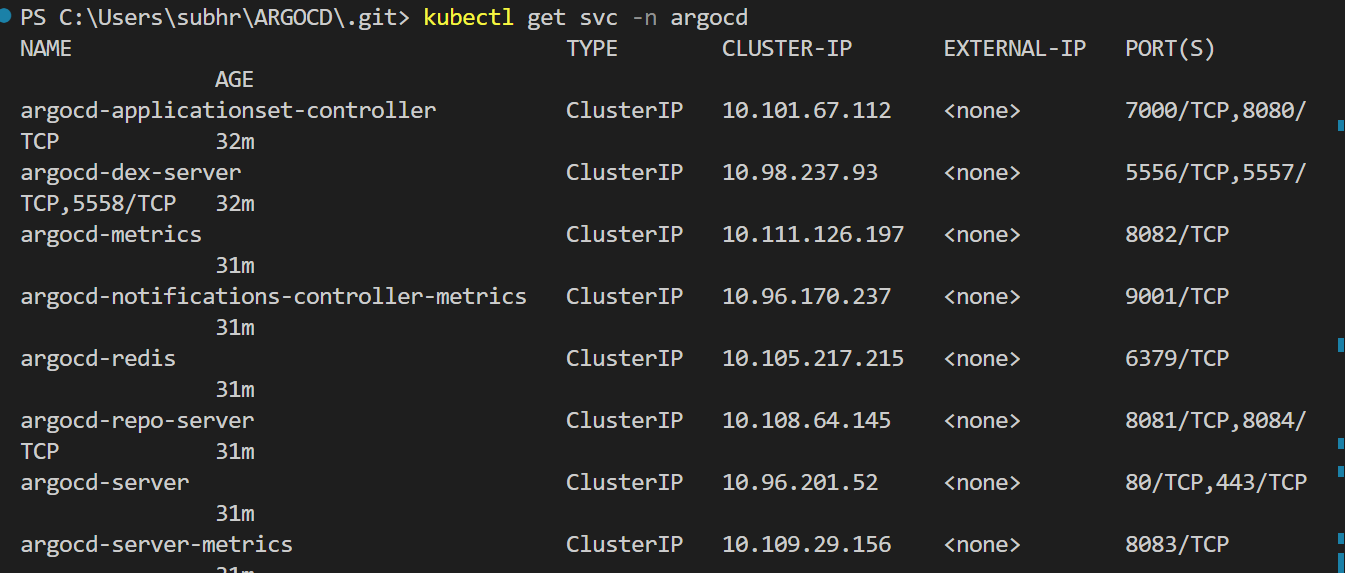 PS C:\Users\subhr\ARGOCD\.git> kubectl get svc -n argocd
NAME TYPE CLUSTER-IP EXTERNAL-IP PORT(S)
AGE
argocd-applicationset-controller ClusterIP 10.101.67.112 <none> 7000/TCP,8080/
TCP 32m
argocd-dex-server ClusterIP 10.98.237.93 <none> 5556/TCP,5557/
TCP,5558/TCP 32m
argocd-metrics ClusterIP 10.111.126.197 <none> 8082/TCP
31m
argocd-notifications-controller-metrics ClusterIP 10.96.170.237 <none> 9001/TCP
31m
argocd-redis ClusterIP 10.105.217.215 <none> 6379/TCP
31m
argocd-repo-server ClusterIP 10.108.64.145 <none> 8081/TCP,8084/
TCP 31m
argocd-server ClusterIP 10.96.201.52 <none> 80/TCP,443/TCP
31m
argocd-server-metrics ClusterIP 10.109.29.156 <none> 8083/TCP
31m